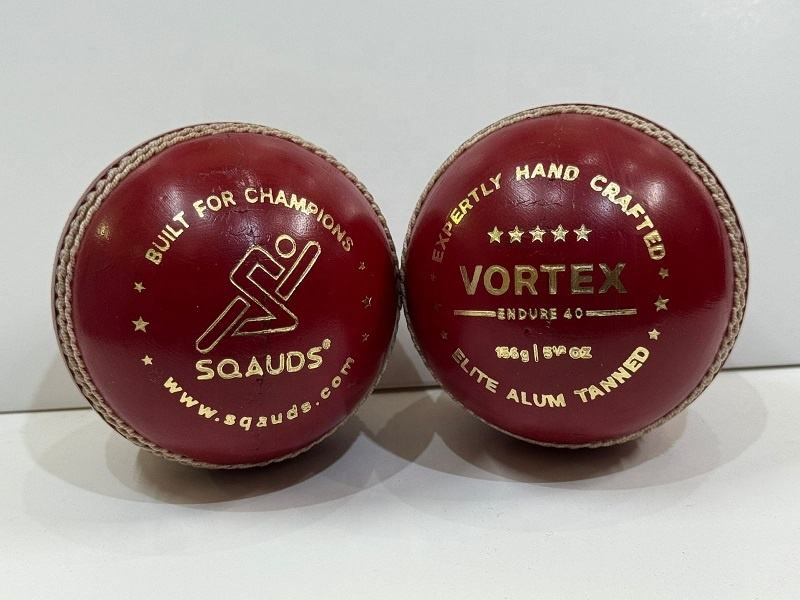 BUILT FOR CHAMPIONS
SQAUDS®
www.sqauds.com
EXPERTLY HAND CRAFTED
VORTEX
ENDURE 40
156g | 5½ OZ
ELITE ALUM TANNED